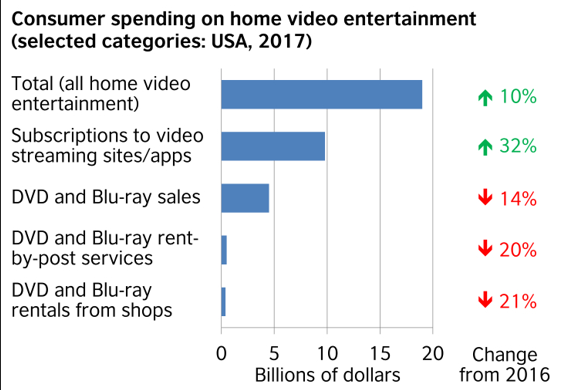 Consumer spending on home video entertainment
(selected categories: USA, 2017)
Total (all home video
entertainment)
10%
Subscriptions to video
streaming sites/apps
32%
DVD and Blu-ray sales
14%
DVD and Blu-ray rent-
by-post services
20%
DVD and Blu-ray
rentals from shops
21%
0 5 10 15 20
Billions of dollars
Change
from 2016